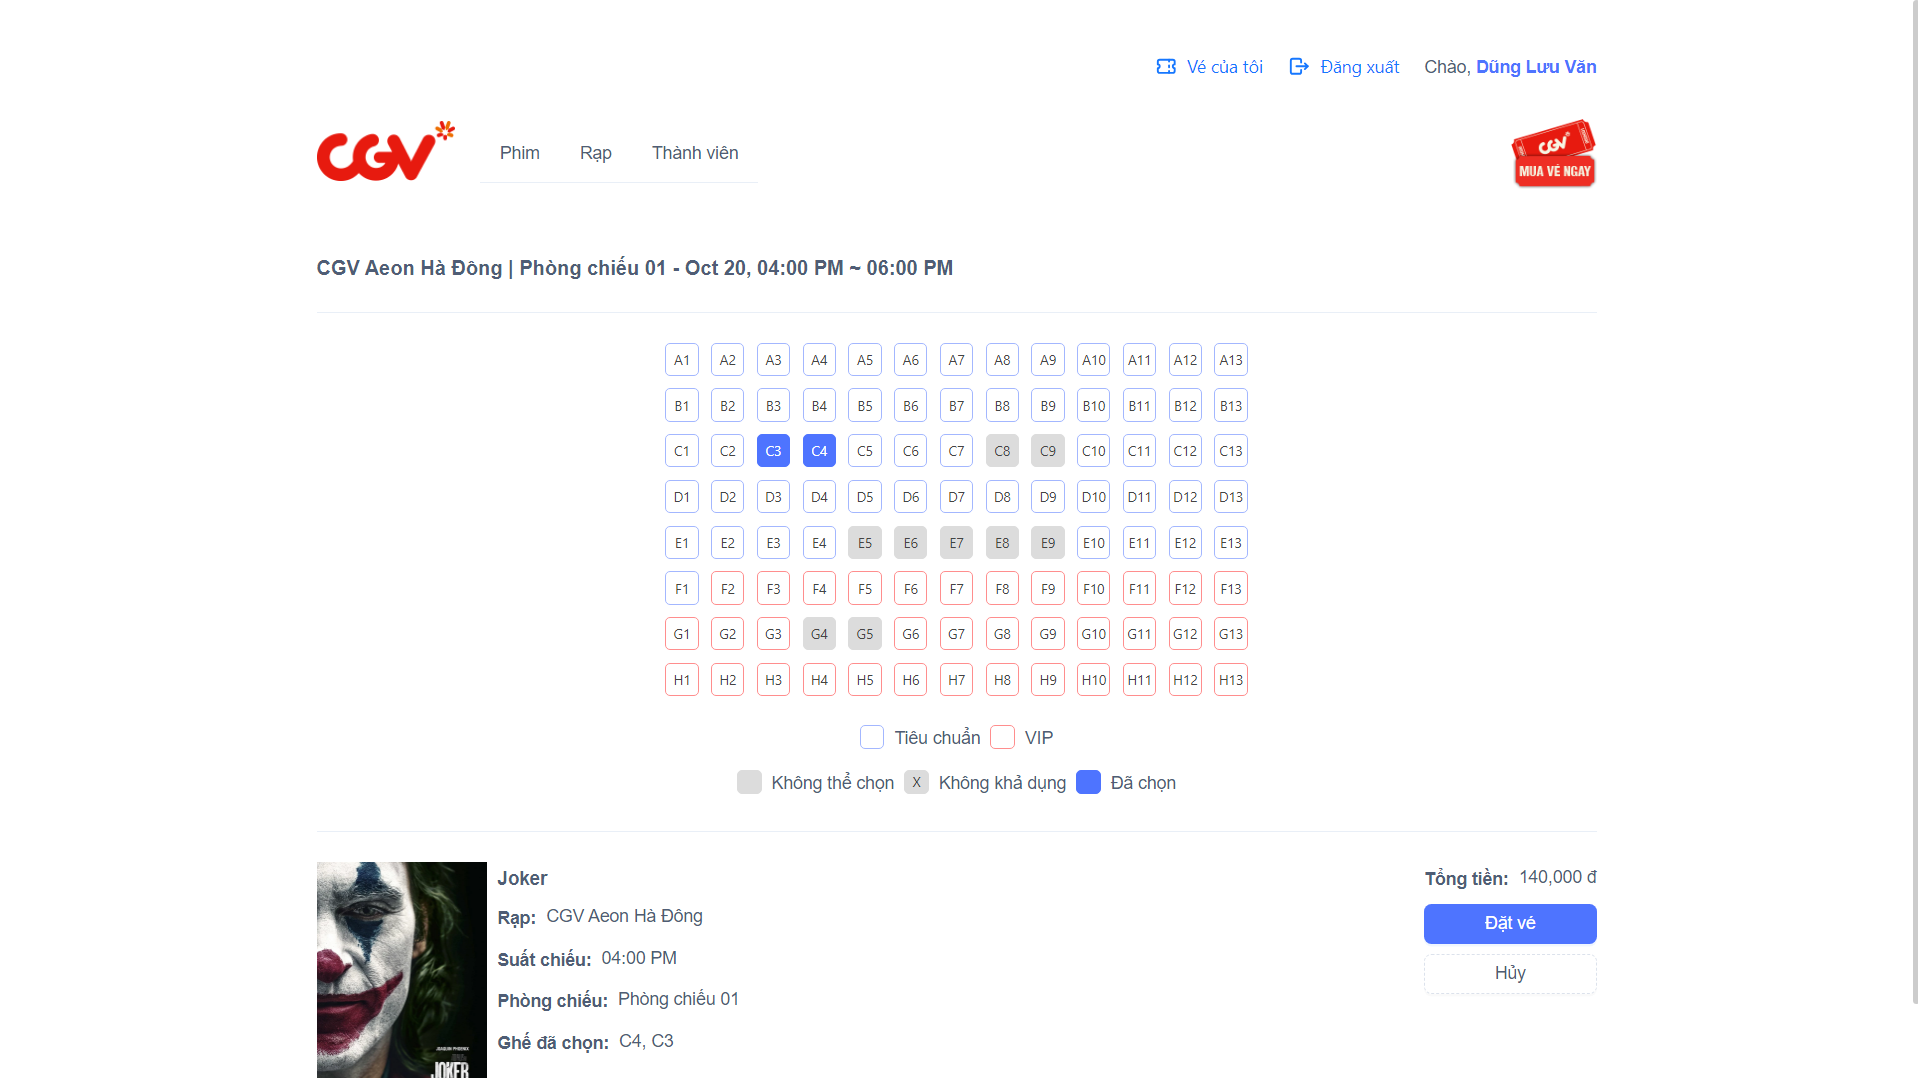 Vé của tôi Đăng xuất Chào, Dũng Lưu Văn
CGV Phim Rạp Thành viên CGV
MUA VÉ NGAY
CGV Aeon Hà Đông | Phòng chiếu 01 - Oct 20, 04:00 PM ~ 06:00 PM
A1 A2 A3 A4 A5 A6 A7 A8 A9 A10 A11 A12 A13
B1 B2 B3 B4 B5 B6 B7 B8 B9 B10 B11 B12 B13
C1 C2 C3 C4 C5 C6 C7 C8 C9 C10 C11 C12 C13
D1 D2 D3 D4 D5 D6 D7 D8 D9 D10 D11 D12 D13
E1 E2 E3 E4 E5 E6 E7 E8 E9 E10 E11 E12 E13
F1 F2 F3 F4 F5 F6 F7 F8 F9 F10 F11 F12 F13
G1 G2 G3 G4 G5 G6 G7 G8 G9 G10 G11 G12 G13
H1 H2 H3 H4 H5 H6 H7 H8 H9 H10 H11 H12 H13
Tiêu chuẩn VIP
Không thể chọn X Không khả dụng Đã chọn
Joker
Rạp: CGV Aeon Hà Đông
Suất chiếu: 04:00 PM
Phòng chiếu: Phòng chiếu 01
Ghế đã chọn: C4, C3
JOAQUIN PHOENIX
JOKER
Tổng tiền: 140,000 đ
Đặt vé
Hủy